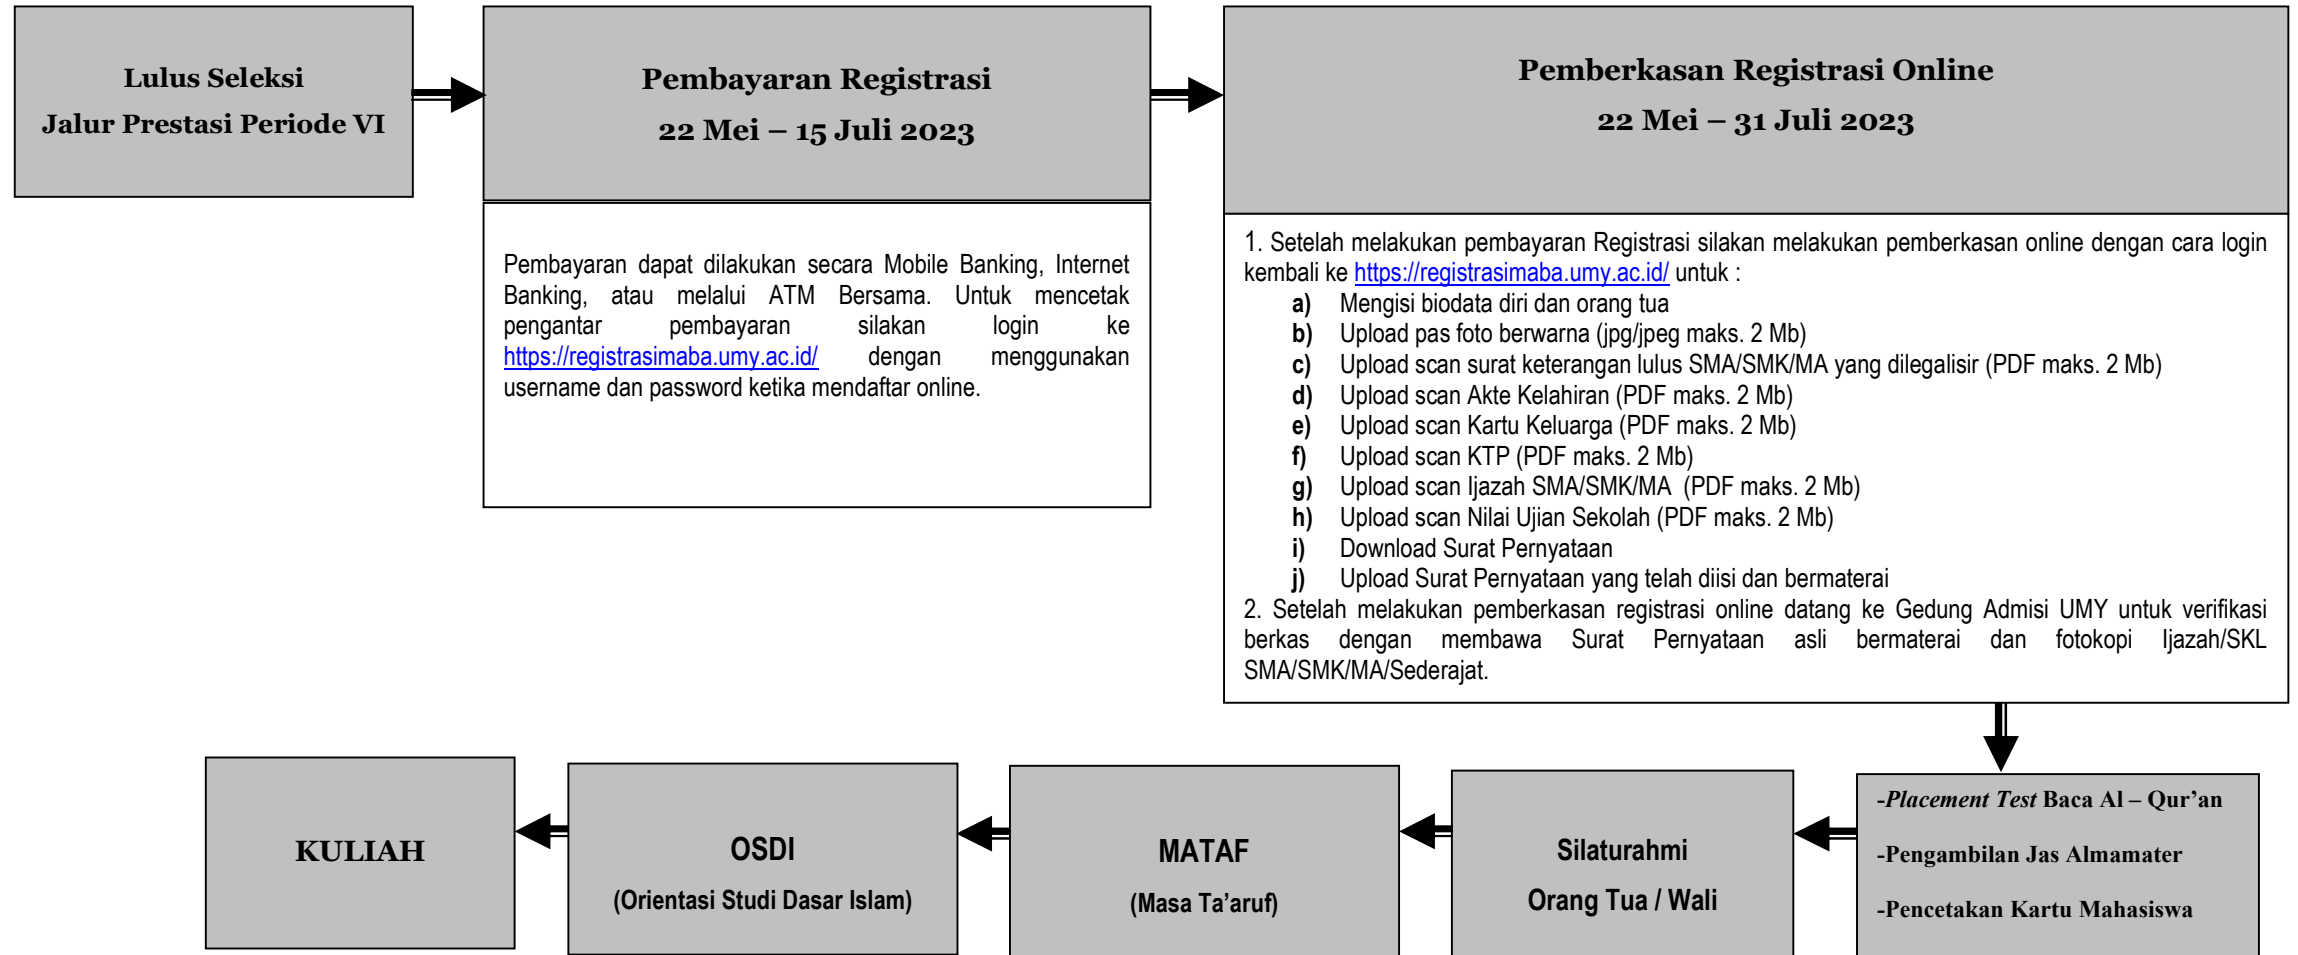 Lulus Seleksi
Jalur Prestasi Periode VI
Pembayaran Registrasi
22 Mei – 15 Juli 2023
Pembayaran dapat dilakukan secara Mobile Banking, Internet
Banking, atau melalui ATM Bersama. Untuk mencetak
pengantar pembayaran silakan login ke
https://registrasimaba.umy.ac.id/ dengan menggunakan
username dan password ketika mendaftar online.
Pemberkasan Registrasi Online
22 Mei – 31 Juli 2023
1. Setelah melakukan pembayaran Registrasi silakan melakukan pemberkasan online dengan cara login
kembali ke https://registrasimaba.umy.ac.id/ untuk :
a) Mengisi biodata diri dan orang tua
b) Upload pas foto berwarna (jpg/jpeg maks. 2 Mb)
c) Upload scan surat keterangan lulus SMA/SMK/MA yang dilegalisir (PDF maks. 2 Mb)
d) Upload scan Akte Kelahiran (PDF maks. 2 Mb)
e) Upload scan Kartu Keluarga (PDF maks. 2 Mb)
f) Upload scan KTP (PDF maks. 2 Mb)
g) Upload scan Ijazah SMA/SMK/MA (PDF maks. 2 Mb)
h) Upload scan Nilai Ujian Sekolah (PDF maks. 2 Mb)
i) Download Surat Pernyataan
j) Upload Surat Pernyataan yang telah diisi dan bermaterai
2. Setelah melakukan pemberkasan registrasi online datang ke Gedung Admisi UMY untuk verifikasi
berkas dengan membawa Surat Pernyataan asli bermaterai dan fotokopi Ijazah/SKL
SMA/SMK/MA/Sederajat.
-Placement Test Baca Al – Qur’an
-Pengambilan Jas Almamater
-Pencetakan Kartu Mahasiswa
Silaturahmi
Orang Tua / Wali
MATAF
(Masa Ta’aruf)
OSDI
(Orientasi Studi Dasar Islam)
KULIAH